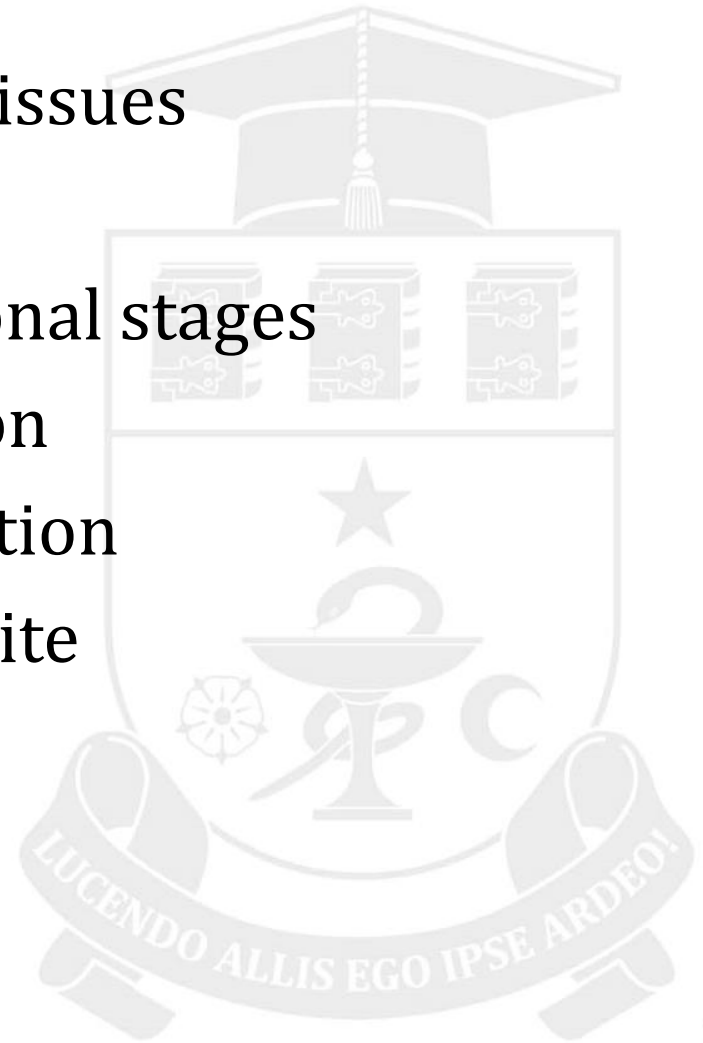 issues
onal stages
on
tion
ite
LUCENDO ALLIS EGO IPSE ARDEO!